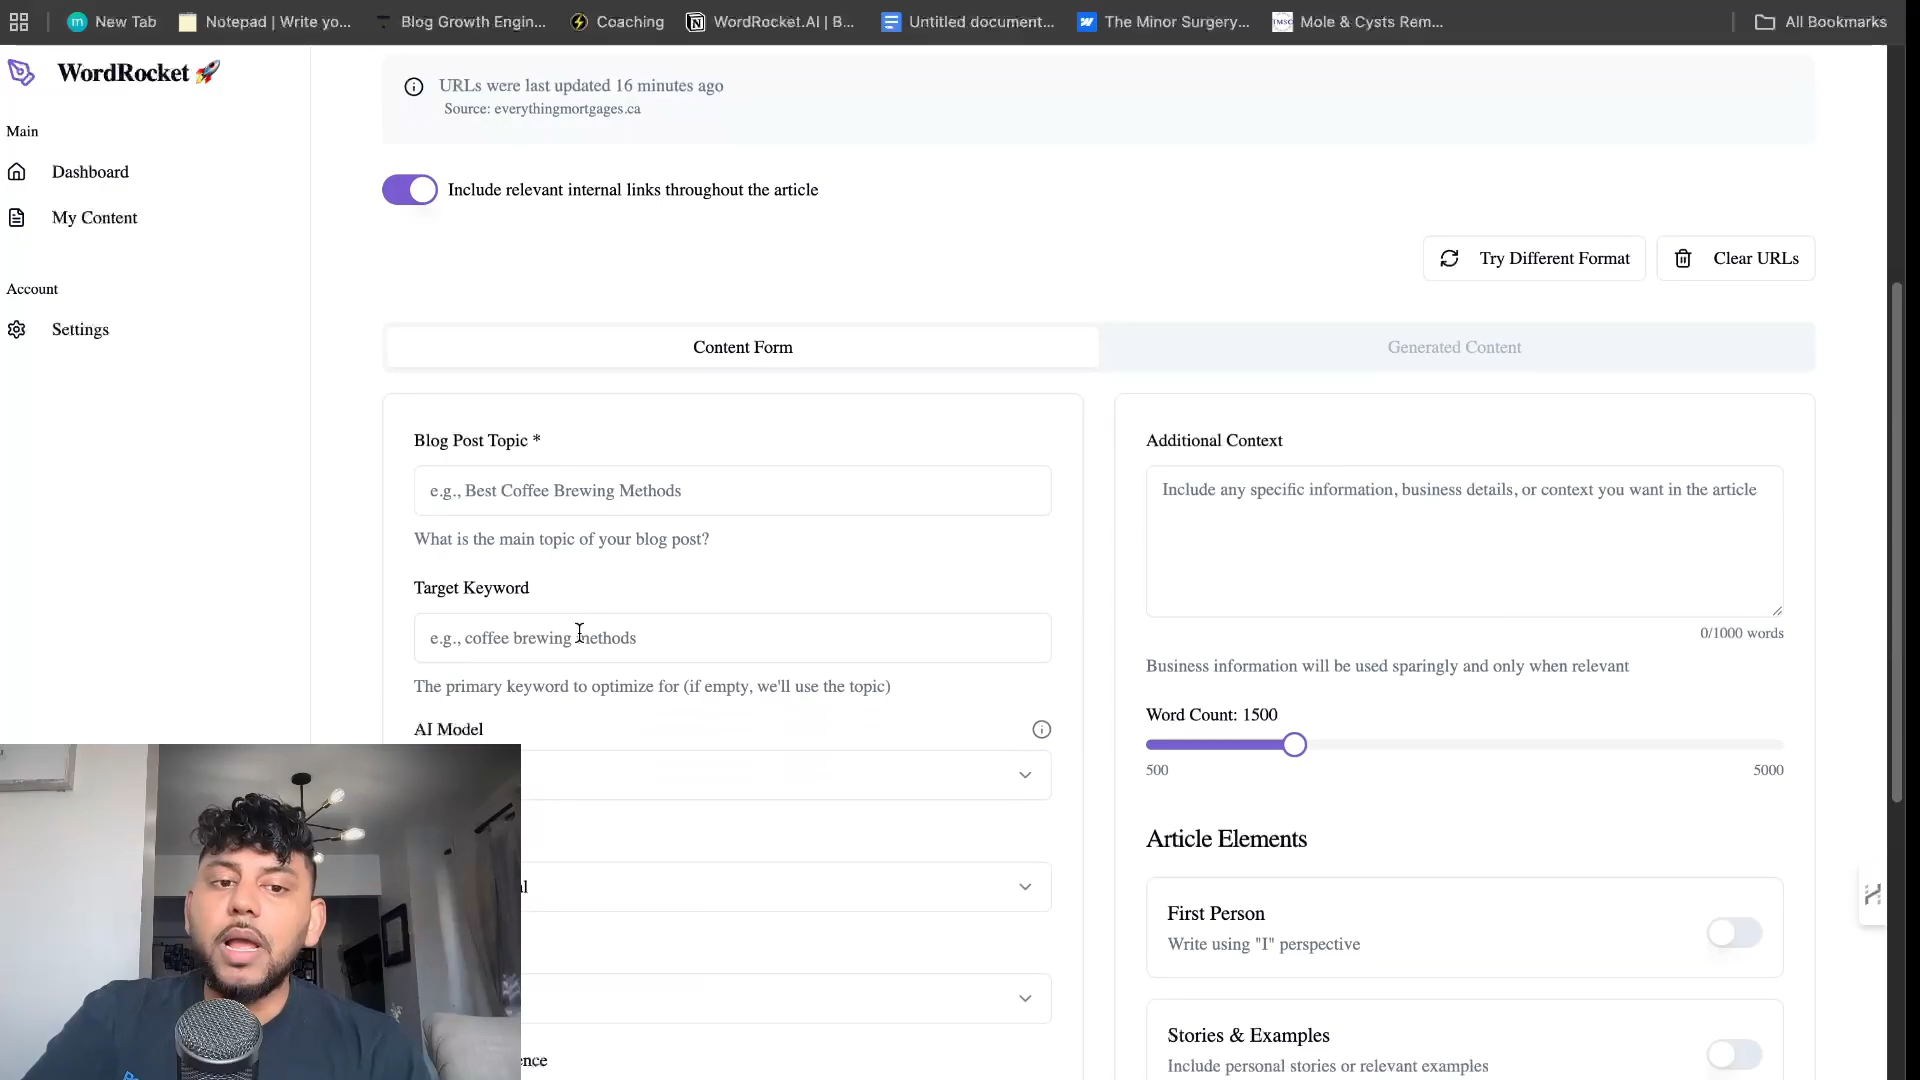 New Tab
Notepad | Write yo...
Blog Growth Engin...
Coaching
WordRocket.AI | B...
Untitled document...
The Minor Surgery...
TMSC
Mole & Cysts Rem...
All Bookmarks
WordRocket 🚀
Main
Dashboard
My Content
Account
Settings
URLs were last updated 16 minutes ago
Source: everythingmortgages.ca
Include relevant internal links throughout the article
Try Different Format
Clear URLs
Content Form
Generated Content
Blog Post Topic *
e.g., Best Coffee Brewing Methods
What is the main topic of your blog post?
Target Keyword
e.g., coffee brewing methods
The primary keyword to optimize for (if empty, we'll use the topic)
AI Model
Additional Context
Include any specific information, business details, or context you want in the article
0/1000 words
Business information will be used sparingly and only when relevant
Word Count: 1500
500
5000
Article Elements
First Person
Write using "I" perspective
Stories & Examples
Include personal stories or relevant examples